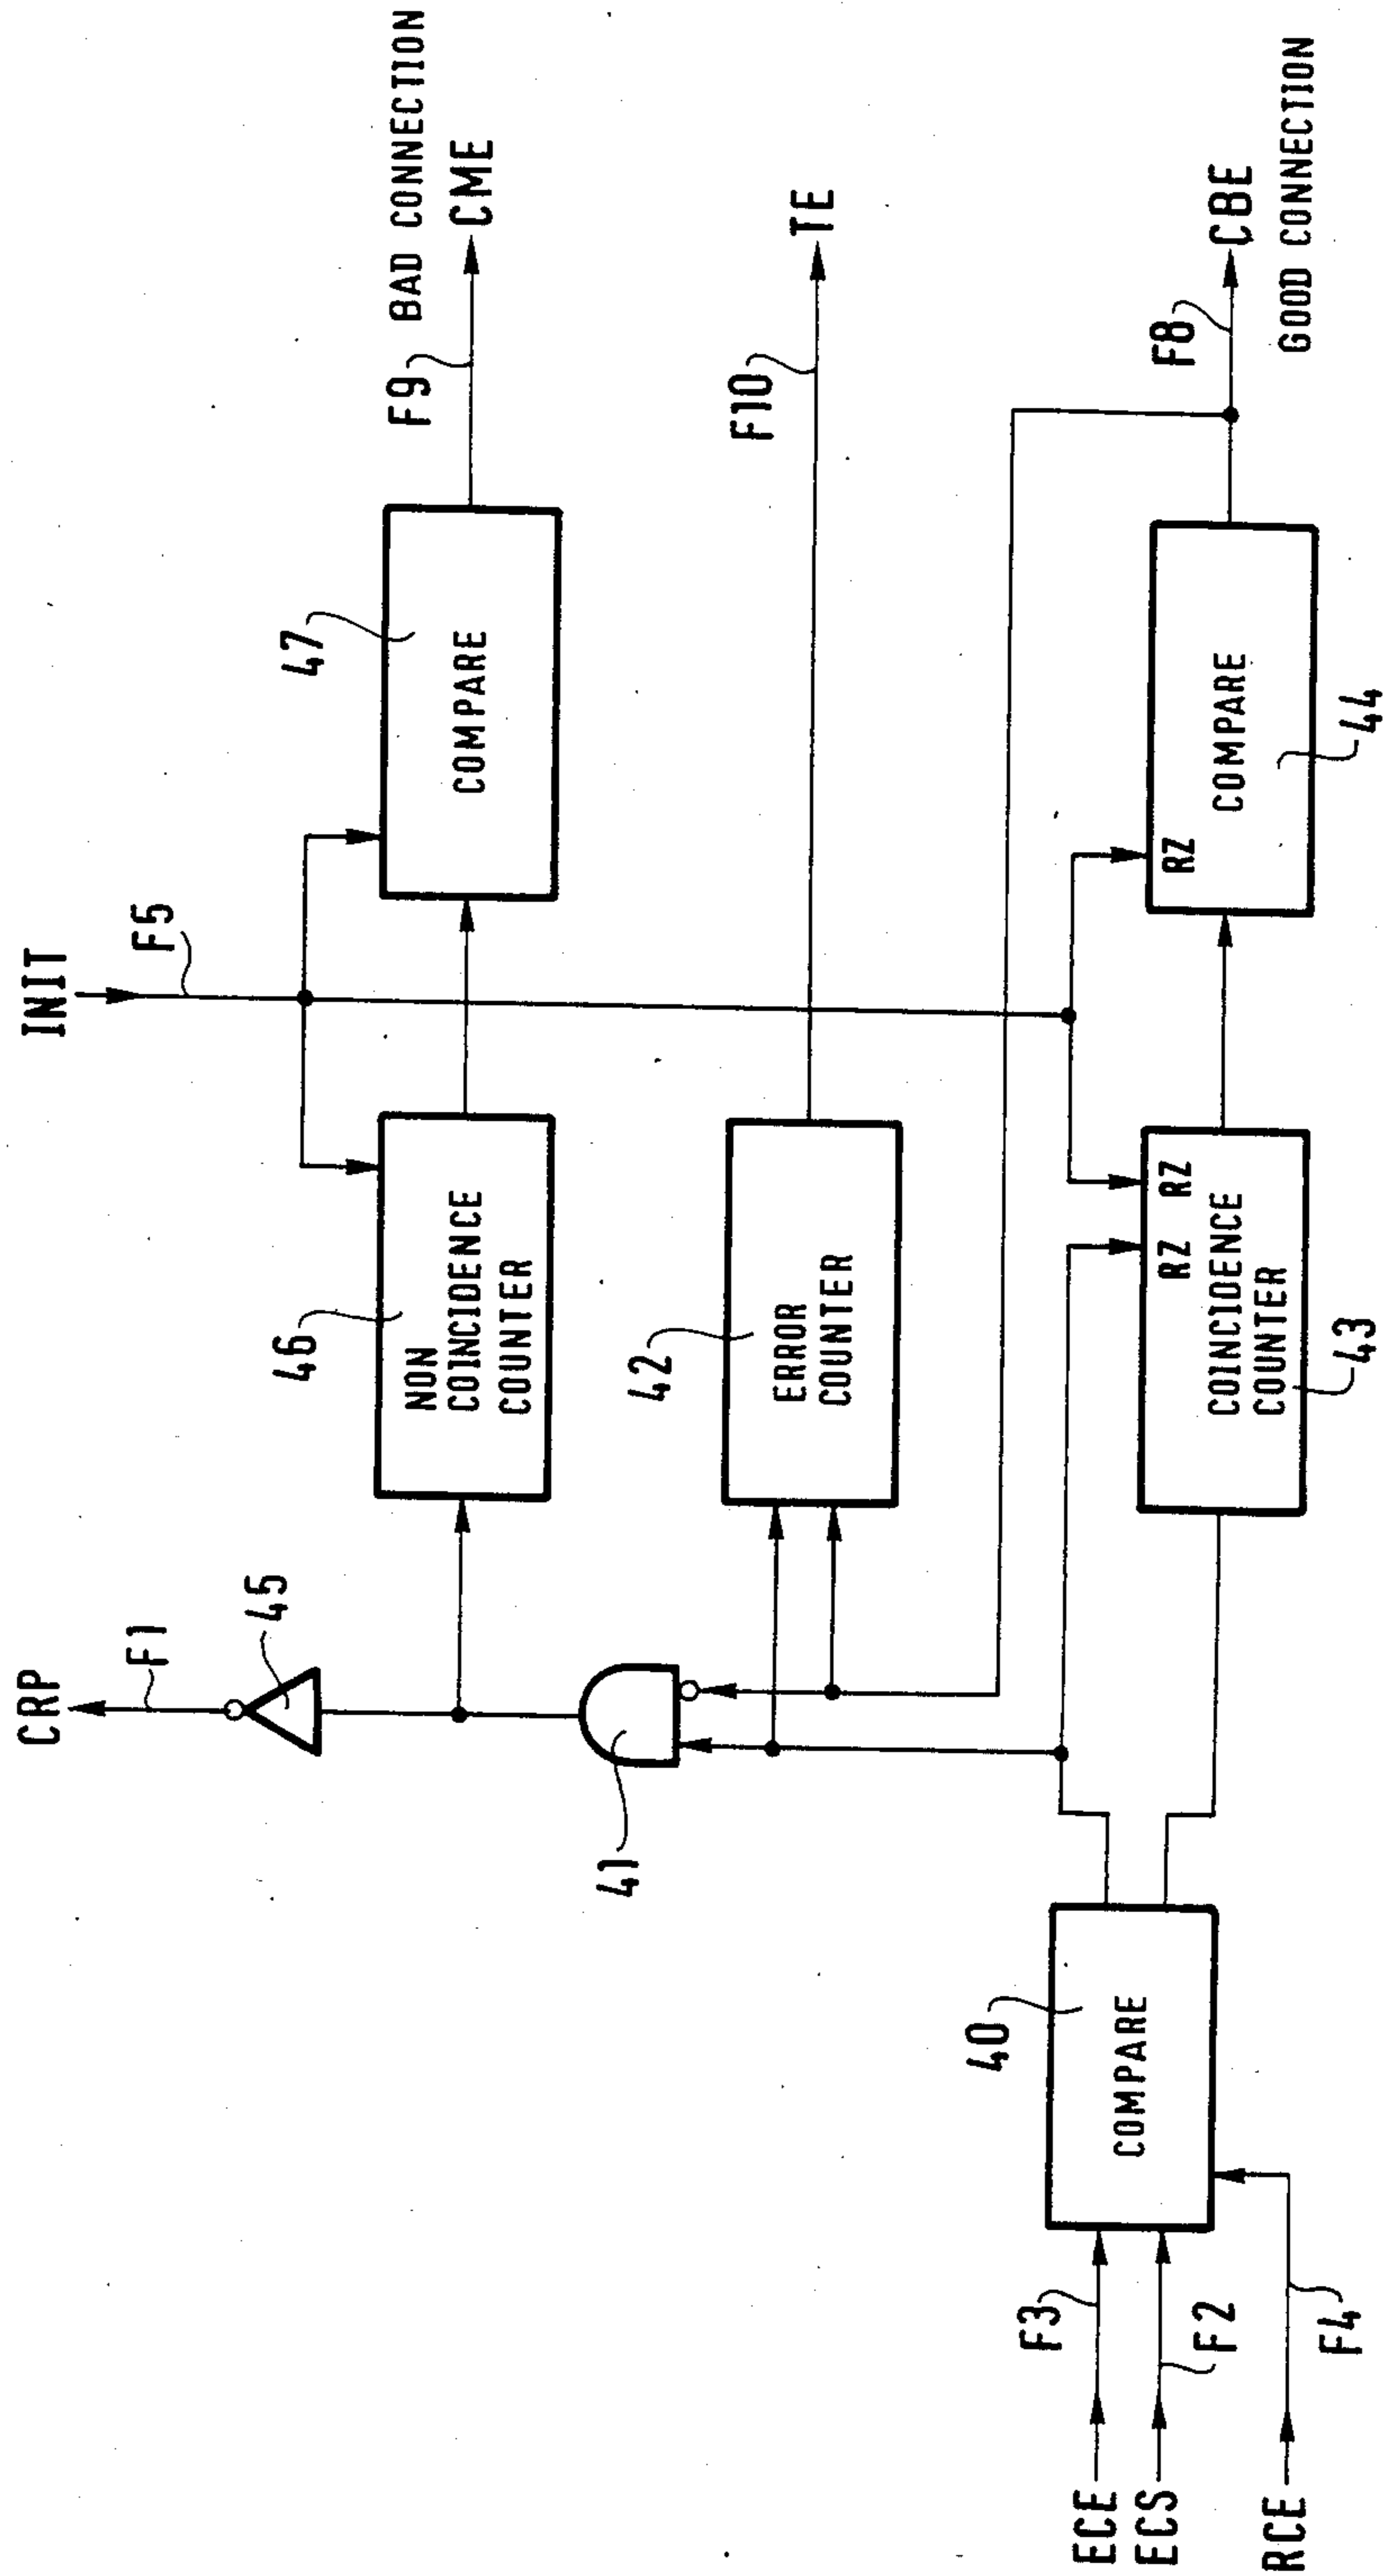 CRP
F1
45
INIT
F5
46
NON
COINCIDENCE
COUNTER
47
COMPARE
F9
BAD CONNECTION
CME
41
42
ERROR
COUNTER
F10
TE
40
COMPARE
ECE
F3
ECS
F2
RCE
F4
RZ
RZ
COINCIDENCE
COUNTER
43
RZ
COMPARE
44
F8
CBE
GOOD CONNECTION